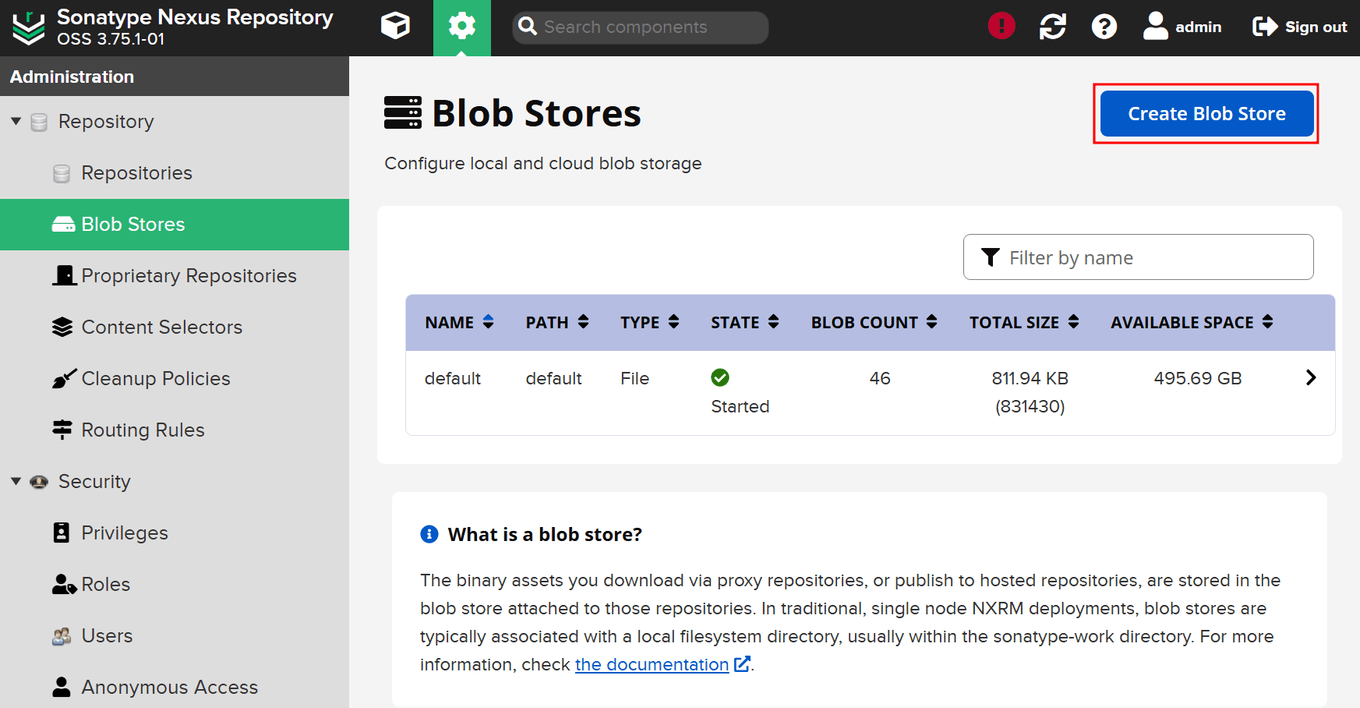 Sonatype Nexus Repository
OSS 3.75.1-01
Search components
admin
Sign out
Administration
Repository
Repositories
Blob Stores
Proprietary Repositories
Content Selectors
Cleanup Policies
Routing Rules
Security
Privileges
Roles
Users
Anonymous Access
Blob Stores
Create Blob Store
Configure local and cloud blob storage
Filter by name
NAME PATH TYPE STATE BLOB COUNT TOTAL SIZE AVAILABLE SPACE
default default File Started 46 811.94 KB (831430) 495.69 GB
What is a blob store?
The binary assets you download via proxy repositories, or publish to hosted repositories, are stored in the
blob store attached to those repositories. In traditional, single node NXRM deployments, blob stores are
typically associated with a local filesystem directory, usually within the sonatype-work directory. For more
information, check the documentation.